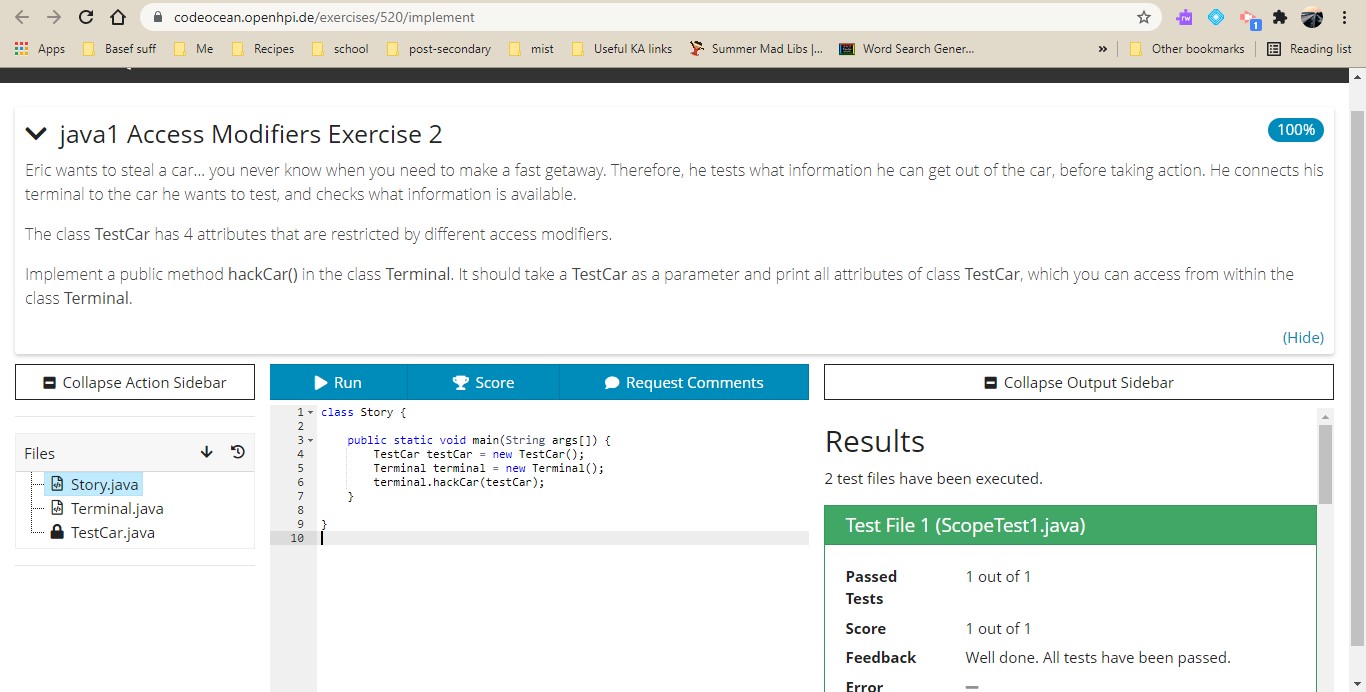 codeocean.openhpi.de/exercises/520/implement
Apps Basef suff Me Recipes school post-secondary mist Useful KA links Summer Mad Libs |... Word Search Gener... » Other bookmarks Reading list
java1 Access Modifiers Exercise 2
100%
Eric wants to steal a car... you never know when you need to make a fast getaway. Therefore, he tests what information he can get out of the car, before taking action. He connects his
terminal to the car he wants to test, and checks what information is available.
The class TestCar has 4 attributes that are restricted by different access modifiers.
Implement a public method hackCar() in the class Terminal. It should take a TestCar as a parameter and print all attributes of class TestCar, which you can access from within the
class Terminal.
(Hide)
Collapse Action Sidebar
Files
Story.java
Terminal.java
TestCar.java
Run Score Request Comments
1 class Story {
2
3 public static void main(String args[]) {
4 TestCar testCar = new TestCar();
5 Terminal terminal = new Terminal();
6 terminal.hackCar(testCar);
7 }
8
9 }
10
Collapse Output Sidebar
Results
2 test files have been executed.
Test File 1 (ScopeTest1.java)
Passed Tests 1 out of 1
Score 1 out of 1
Feedback Well done. All tests have been passed.
Error —